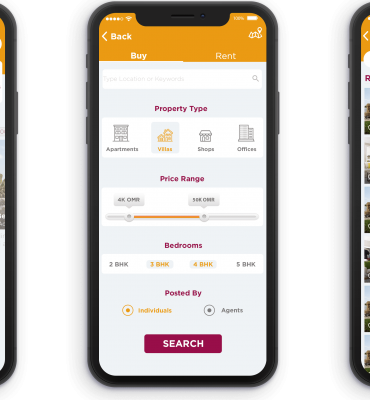 100%
Back
Buy Rent
Type Location or Keywords
Property Type
Apartments Villas Shops Offices
Price Range
4K OMR 50K OMR
Bedrooms
2 BHK 3 BHK 4 BHK 5 BHK
Posted By
Individuals Agents
SEARCH
R